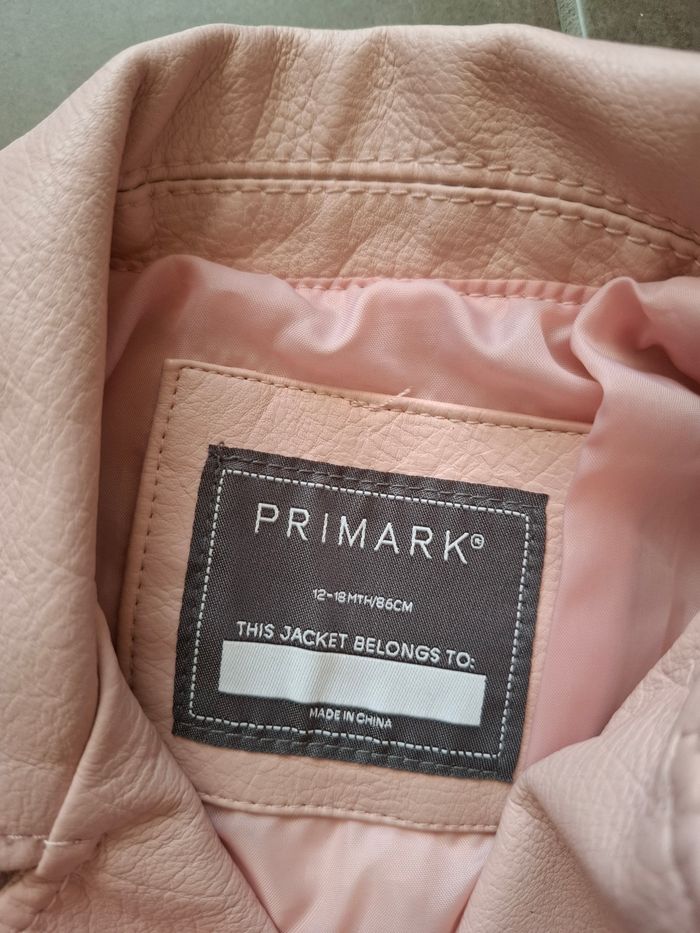 PRIMARK®
12-18 MTH/86CM
THIS JACKET BELONGS TO:
MADE IN CHINA